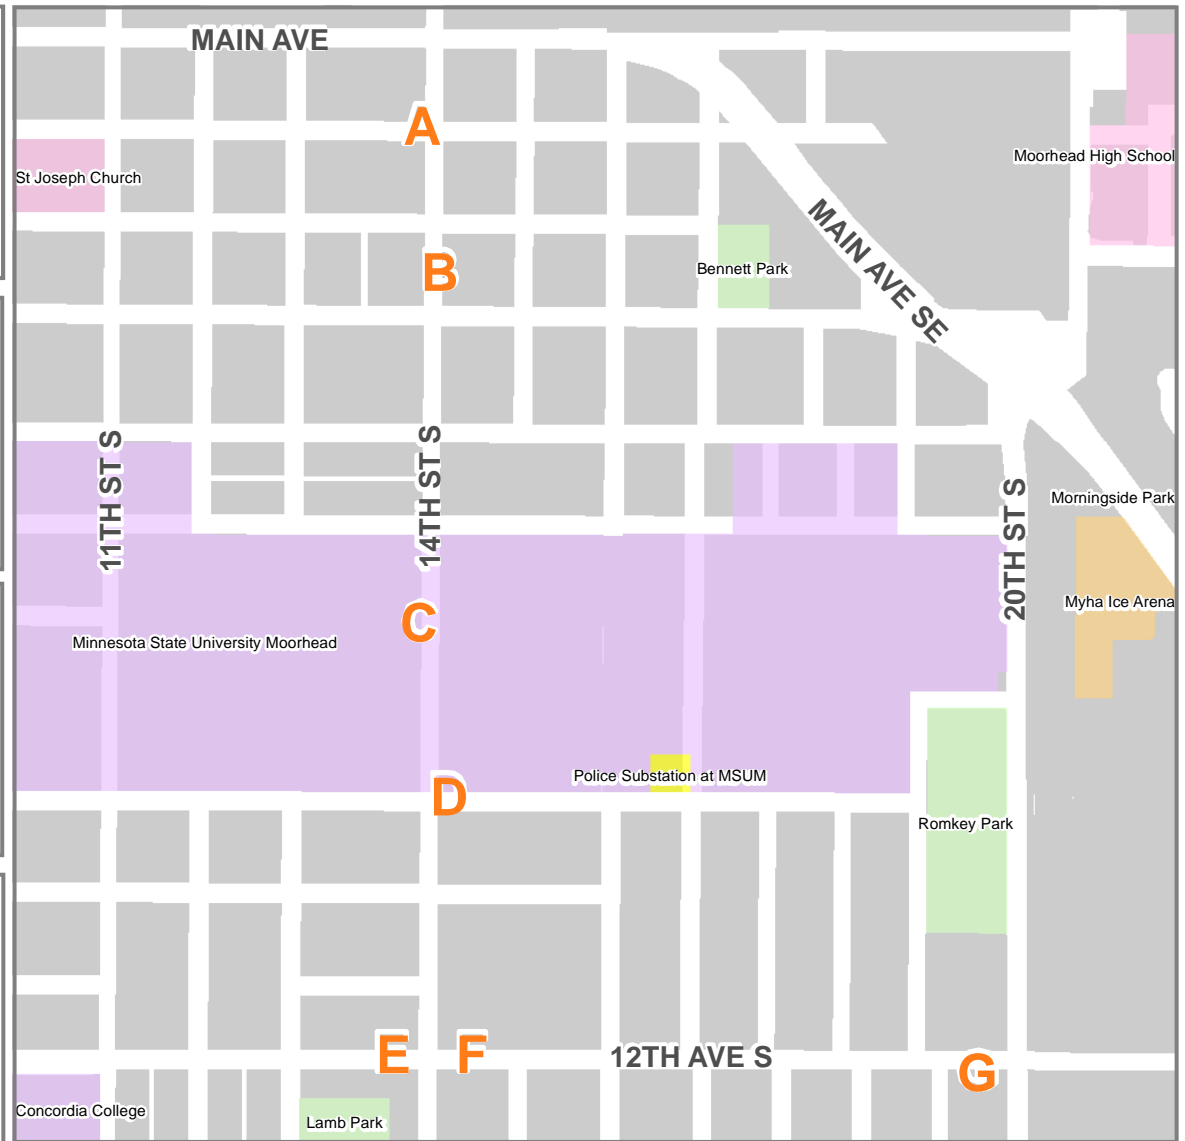 MAIN AVE
A
Moorhead High School
St Joseph Church
MAIN AVE SE
B
Bennett Park
11TH ST S
14TH ST S
20TH ST S
Morningside Park
Myha Ice Arena
C
Minnesota State University Moorhead
Police Substation at MSUM
D
Romkey Park
E
F
12TH AVE S
G
Concordia College
Lamb Park